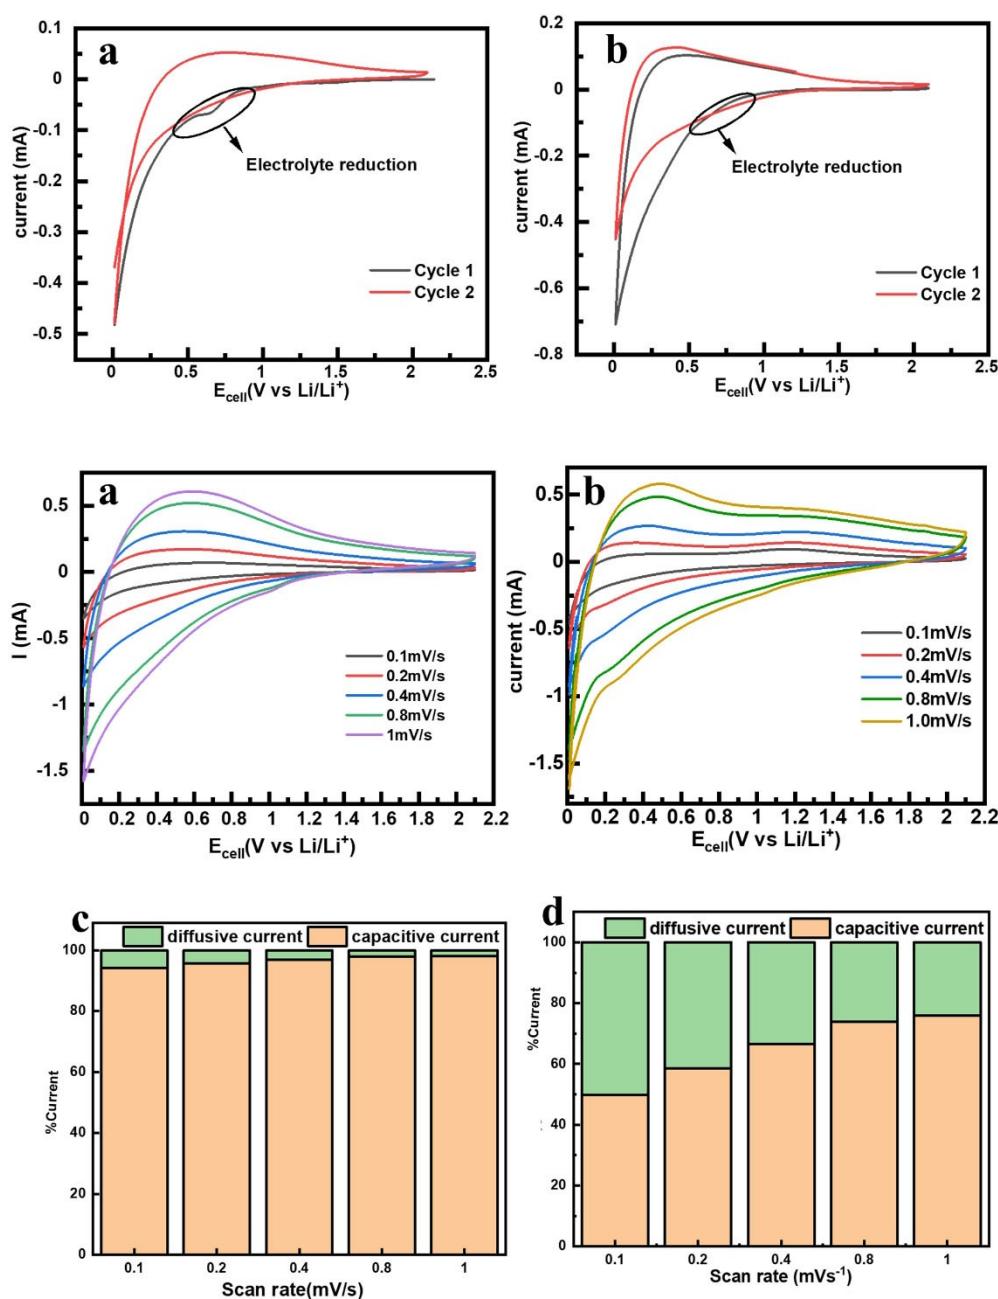 a
0.1
0
-0.1
-0.2
-0.3
-0.4
-0.5
current (mA)
Electrolyte reduction
Cycle 1
Cycle 2
0 0.5 1 1.5 2 2.5
Ecell(V vs Li/Li+)
b
0.2
0
-0.2
-0.4
-0.6
-0.8
current (mA)
Electrolyte reduction
Cycle 1
Cycle 2
0 0.5 1 1.5 2 2.5
Ecell(V vs Li/Li+)
a
0.5
0
-0.5
-1
-1.5
I (mA)
0.1mV/s
0.2mV/s
0.4mV/s
0.8mV/s
1mV/s
0 0.2 0.4 0.6 0.8 1 1.2 1.4 1.6 1.8 2 2.2
Ecell(V vs Li/Li+)
b
0.5
0
-0.5
-1
-1.5
current (mA)
0.1mV/s
0.2mV/s
0.4mV/s
0.8mV/s
1.0mV/s
0 0.2 0.4 0.6 0.8 1 1.2 1.4 1.6 1.8 2 2.2
Ecell(V vs Li/Li+)
c
diffusive current capacitive current
100
80
60
40
20
0
%Current
0.1 0.2 0.4 0.8 1
Scan rate(mV/s)
d
diffusive current capacitive current
100
80
60
40
20
0
%Current
0.1 0.2 0.4 0.8 1
Scan rate (mVs-1)